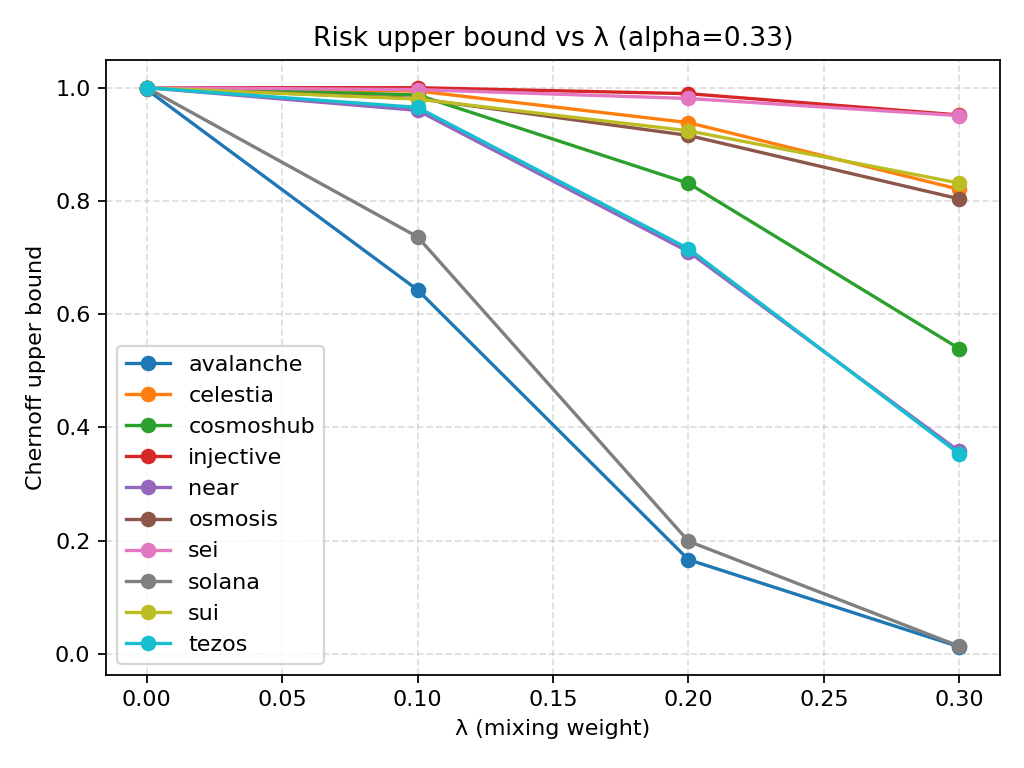 Risk upper bound vs λ (alpha=0.33)
Chernoff upper bound
1.0
0.8
0.6
0.4
0.2
0.0
avalanche
celestia
cosmoshub
injective
near
osmosis
sei
solana
sui
tezos
0.00 0.05 0.10 0.15 0.20 0.25 0.30
λ (mixing weight)